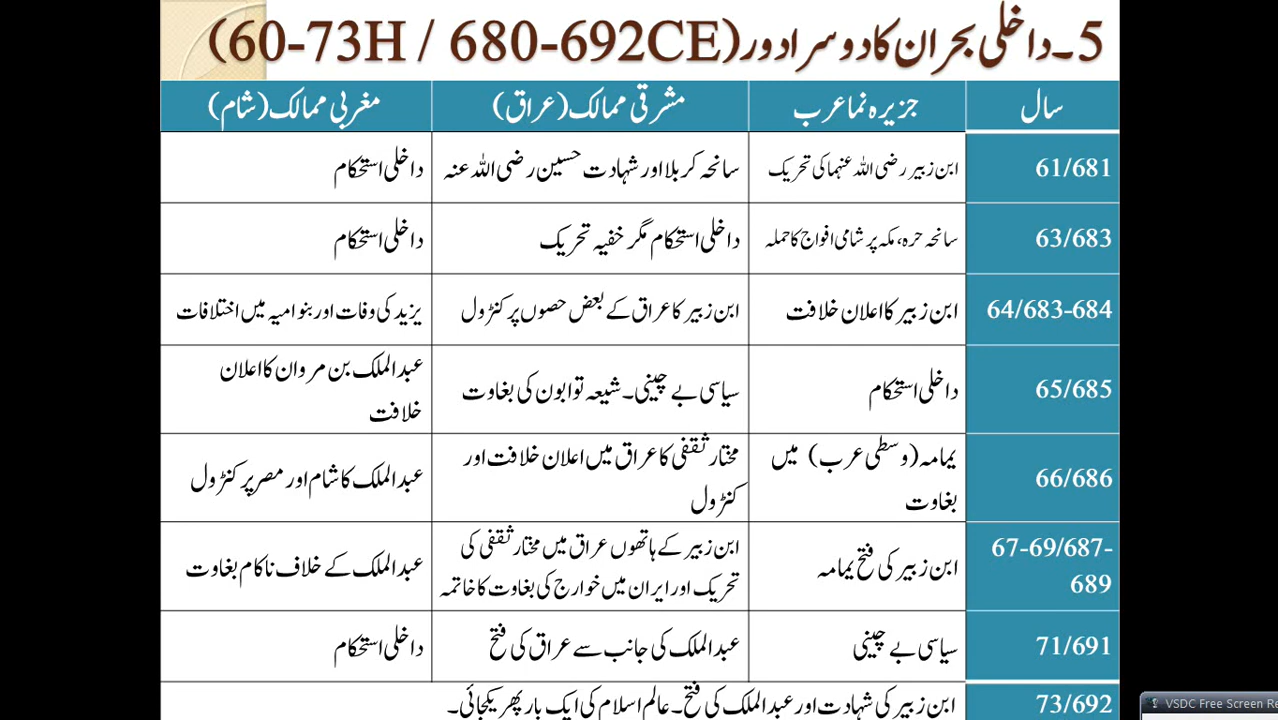 5۔داخلی بحران کا دوسرا دور (60-73H / 680-692CE)
سال
جزیرہ نما عرب
مشرقی ممالک (عراق)
مغربی ممالک (شام)
61/681
ابن زبیر رضی اللہ عنہما کی تحریک
سانحہ کربلا اور شہادت حسین رضی اللہ عنہ
داخلی استحکام
63/683
سانحہ حرہ، مکہ پر شامی افواج کا حملہ
داخلی استحکام مگر خفیہ تحریک
داخلی استحکام
64/683-684
ابن زبیر کا اعلان خلافت
ابن زبیر کا عراق کے بعض حصوں پر کنٹرول
یزید کی وفات اور بنو امیہ میں اختلافات
65/685
داخلی استحکام
سیاسی بے چینی۔ شیعہ توابون کی بغاوت
عبدالملک بن مروان کا اعلان
خلافت
66/686
یمامہ (وسطی عرب) میں
بغاوت
مختار ثقفی کا عراق میں اعلان خلافت اور
کنٹرول
عبدالملک کا شام اور مصر پر کنٹرول
67-69/687-
689
ابن زبیر کی فتح یمامہ
ابن زبیر کے ہاتھوں عراق میں مختار ثقفی کی
تحریک اور ایران میں خوارج کی بغاوت کا خاتمہ
عبدالملک کے خلاف ناکام بغاوت
71/691
سیاسی بے چینی
عبدالملک کی جانب سے عراق کی فتح
داخلی استحکام
73/692
ابن زبیر کی شہادت اور عبدالملک کی فتح۔ عالم اسلام کی ایک بار پھر یکجائی۔
VSDC Free Screen Re